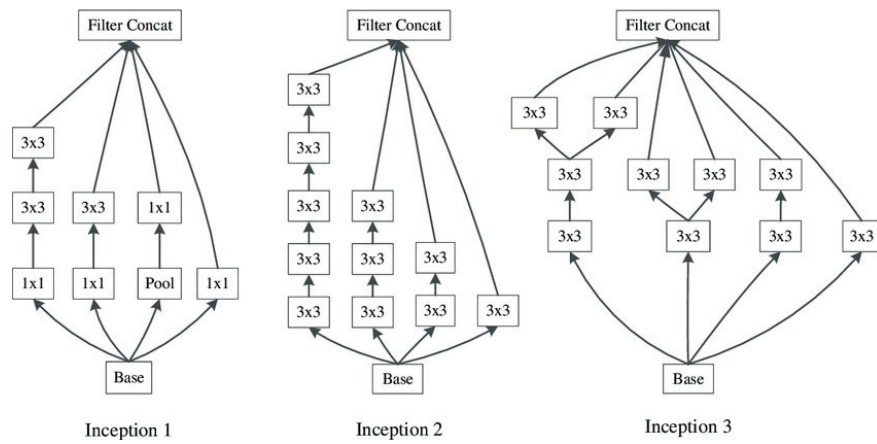 Filter Concat
3x3
3x3 3x3 1x1
1x1 1x1 Pool 1x1
Base
Inception 1
Filter Concat
3x3
3x3
3x3 3x3
3x3 3x3 3x3
3x3 3x3 3x3 3x3
Base
Inception 2
Filter Concat
3x3 3x3
3x3 3x3 3x3 3x3
3x3 3x3 3x3 3x3
Base
Inception 3